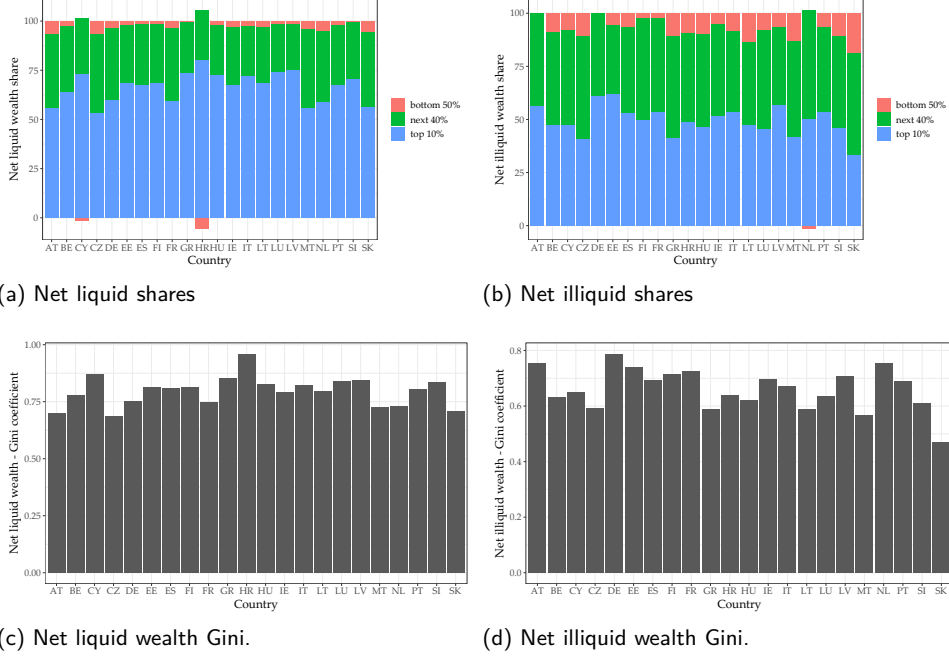 Net liquid wealth share
100
75
50
25
0
AT BE CY CZ DE EE ES FI FR GR HR HU IE IT LT LU LV MT NL PT SI SK
Country
bottom 50%
next 40%
top 10%
(a) Net liquid shares
Net illiquid wealth share
100
75
50
25
0
AT BE CY CZ DE EE ES FI FR GR HR HU IE IT LT LU LV MT NL PT SI SK
Country
bottom 50%
next 40%
top 10%
(b) Net illiquid shares
Net liquid wealth - Gini coefficient
1.00
0.75
0.50
0.25
0.00
AT BE CY CZ DE EE ES FI FR GR HR HU IE IT LT LU LV MT NL PT SI SK
Country
(c) Net liquid wealth Gini.
Net illiquid wealth - Gini coefficient
0.8
0.6
0.4
0.2
0.0
AT BE CY CZ DE EE ES FI FR GR HR HU IE IT LT LU LV MT NL PT SI SK
Country
(d) Net illiquid wealth Gini.